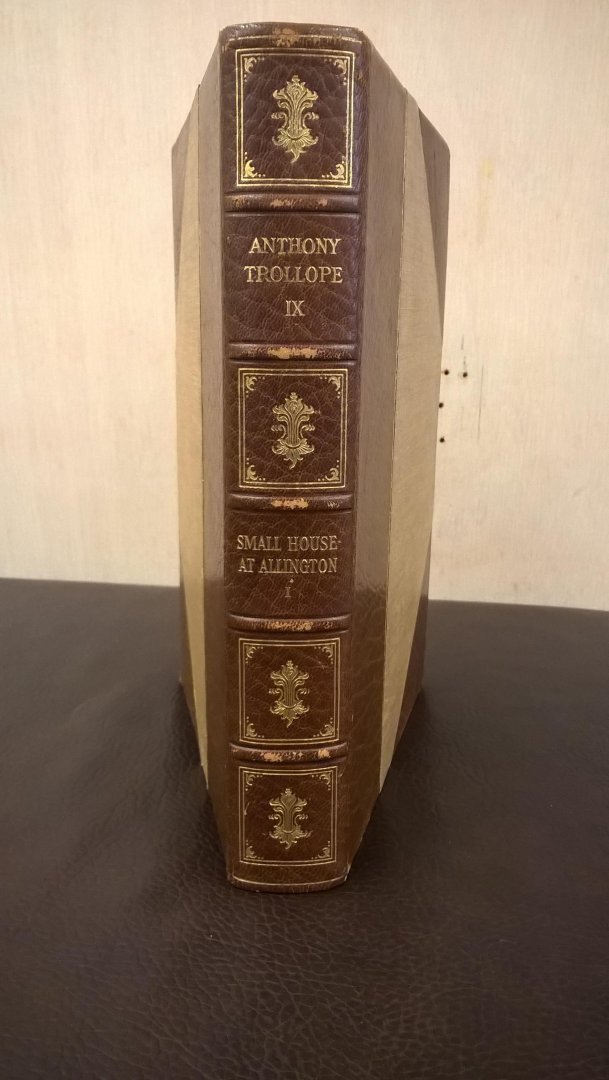 ANTHONY
TROLLOPE
IX
SMALL HOUSE
AT ALLINGTON
I